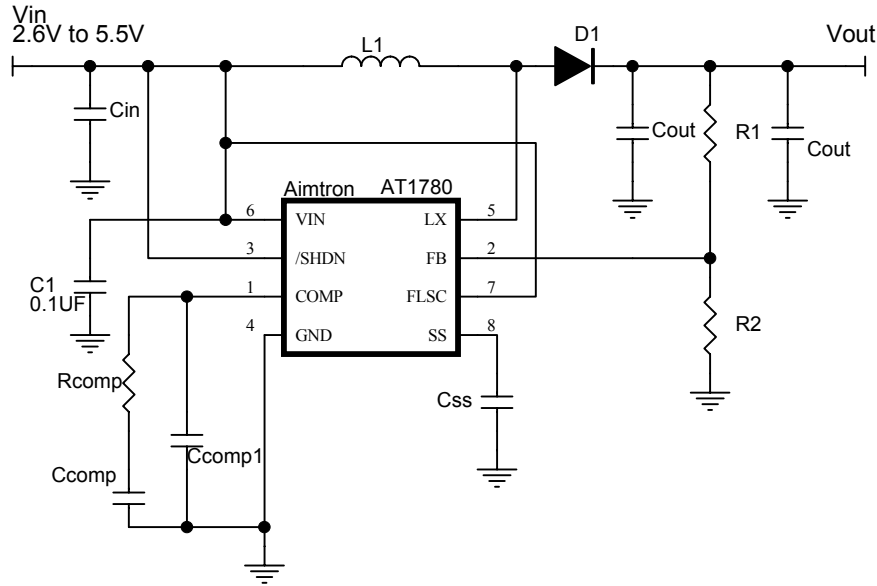 Vin
2.6V to 5.5V
L1
D1
Vout
Cin
Cout
R1
Cout
Aimtron AT1780
6 VIN LX 5
3 /SHDN FB 2
1 COMP FLSC 7
4 GND SS 8
C1
0.1UF
R2
Rcomp
Css
Ccomp1
Ccomp